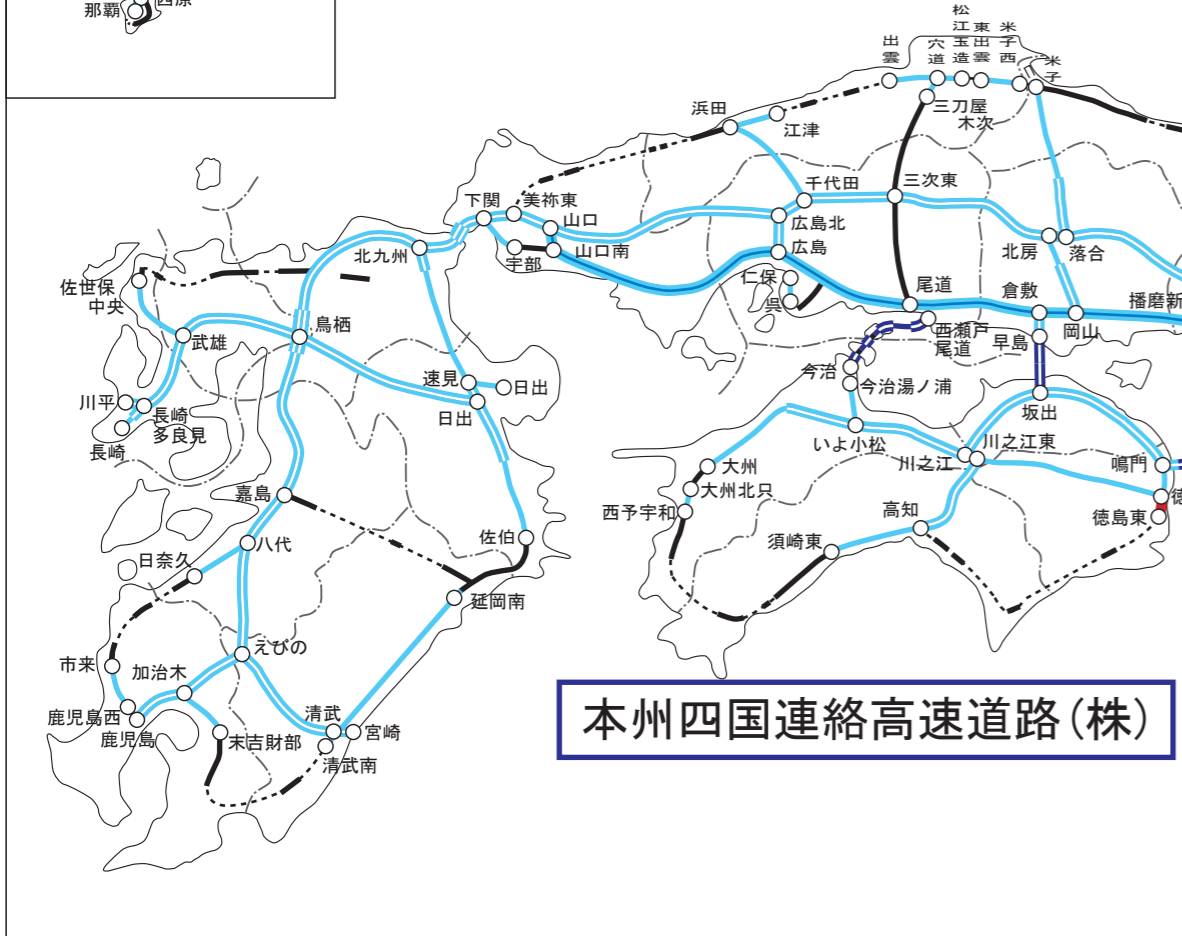 那覇
西原
松江玉造
東出雲
米子西
出雲
穴道
米子
浜田
江津
三刀屋
木次
千代田
三次東
下関
美祢東
山口
広島北
北九州
宇部
山口南
広島
北房
落合
佐世保
中央
仁保
呉
尾道
倉敷
播磨新
鳥栖
武雄
西瀬戸
尾道
早島
岡山
今治
速見
日出
今治湯ノ浦
川平
長崎
多良見
日出
坂出
長崎
いよ小松
川之江東
川之江
鳴門
大州
大州北只
嘉島
西予宇和
高知
徳島東
佐伯
須崎東
八代
日奈久
延岡南
えびの
市来
加治木
鹿児島西
鹿児島
清武
宮崎
末吉財部
清武南
本州四国連絡高速道路(株)